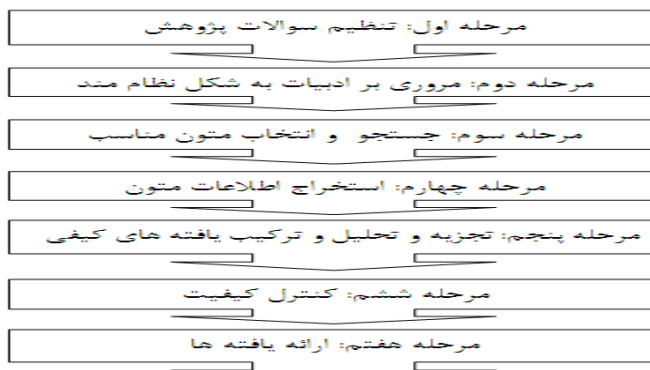 مرحله اول: تنظیم سوالات پژوهش
مرحله دوم: مروری بر ادبیات به شکل نظام مند
مرحله سوم: جستجو و انتخاب متون مناسب
مرحله چهارم: استخراج اطلاعات متون
مرحله پنجم: تجزیه و تحلیل و ترکیب یافته های کیفی
مرحله ششم: کنترل کیفیت
مرحله هفتم: ارائه یافته ها